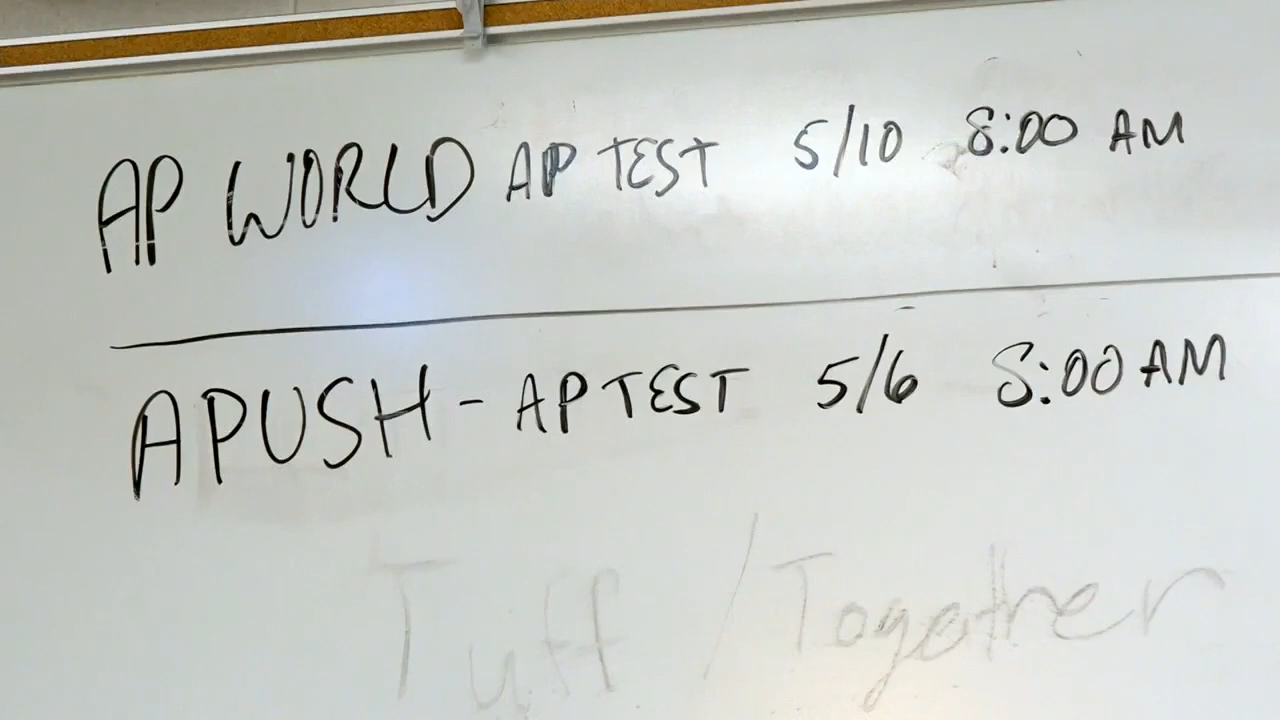 AP WORLD AP TEST 5/10 8:00 AM
APUSH - AP TEST 5/6 8:00 AM
Tuff / Together